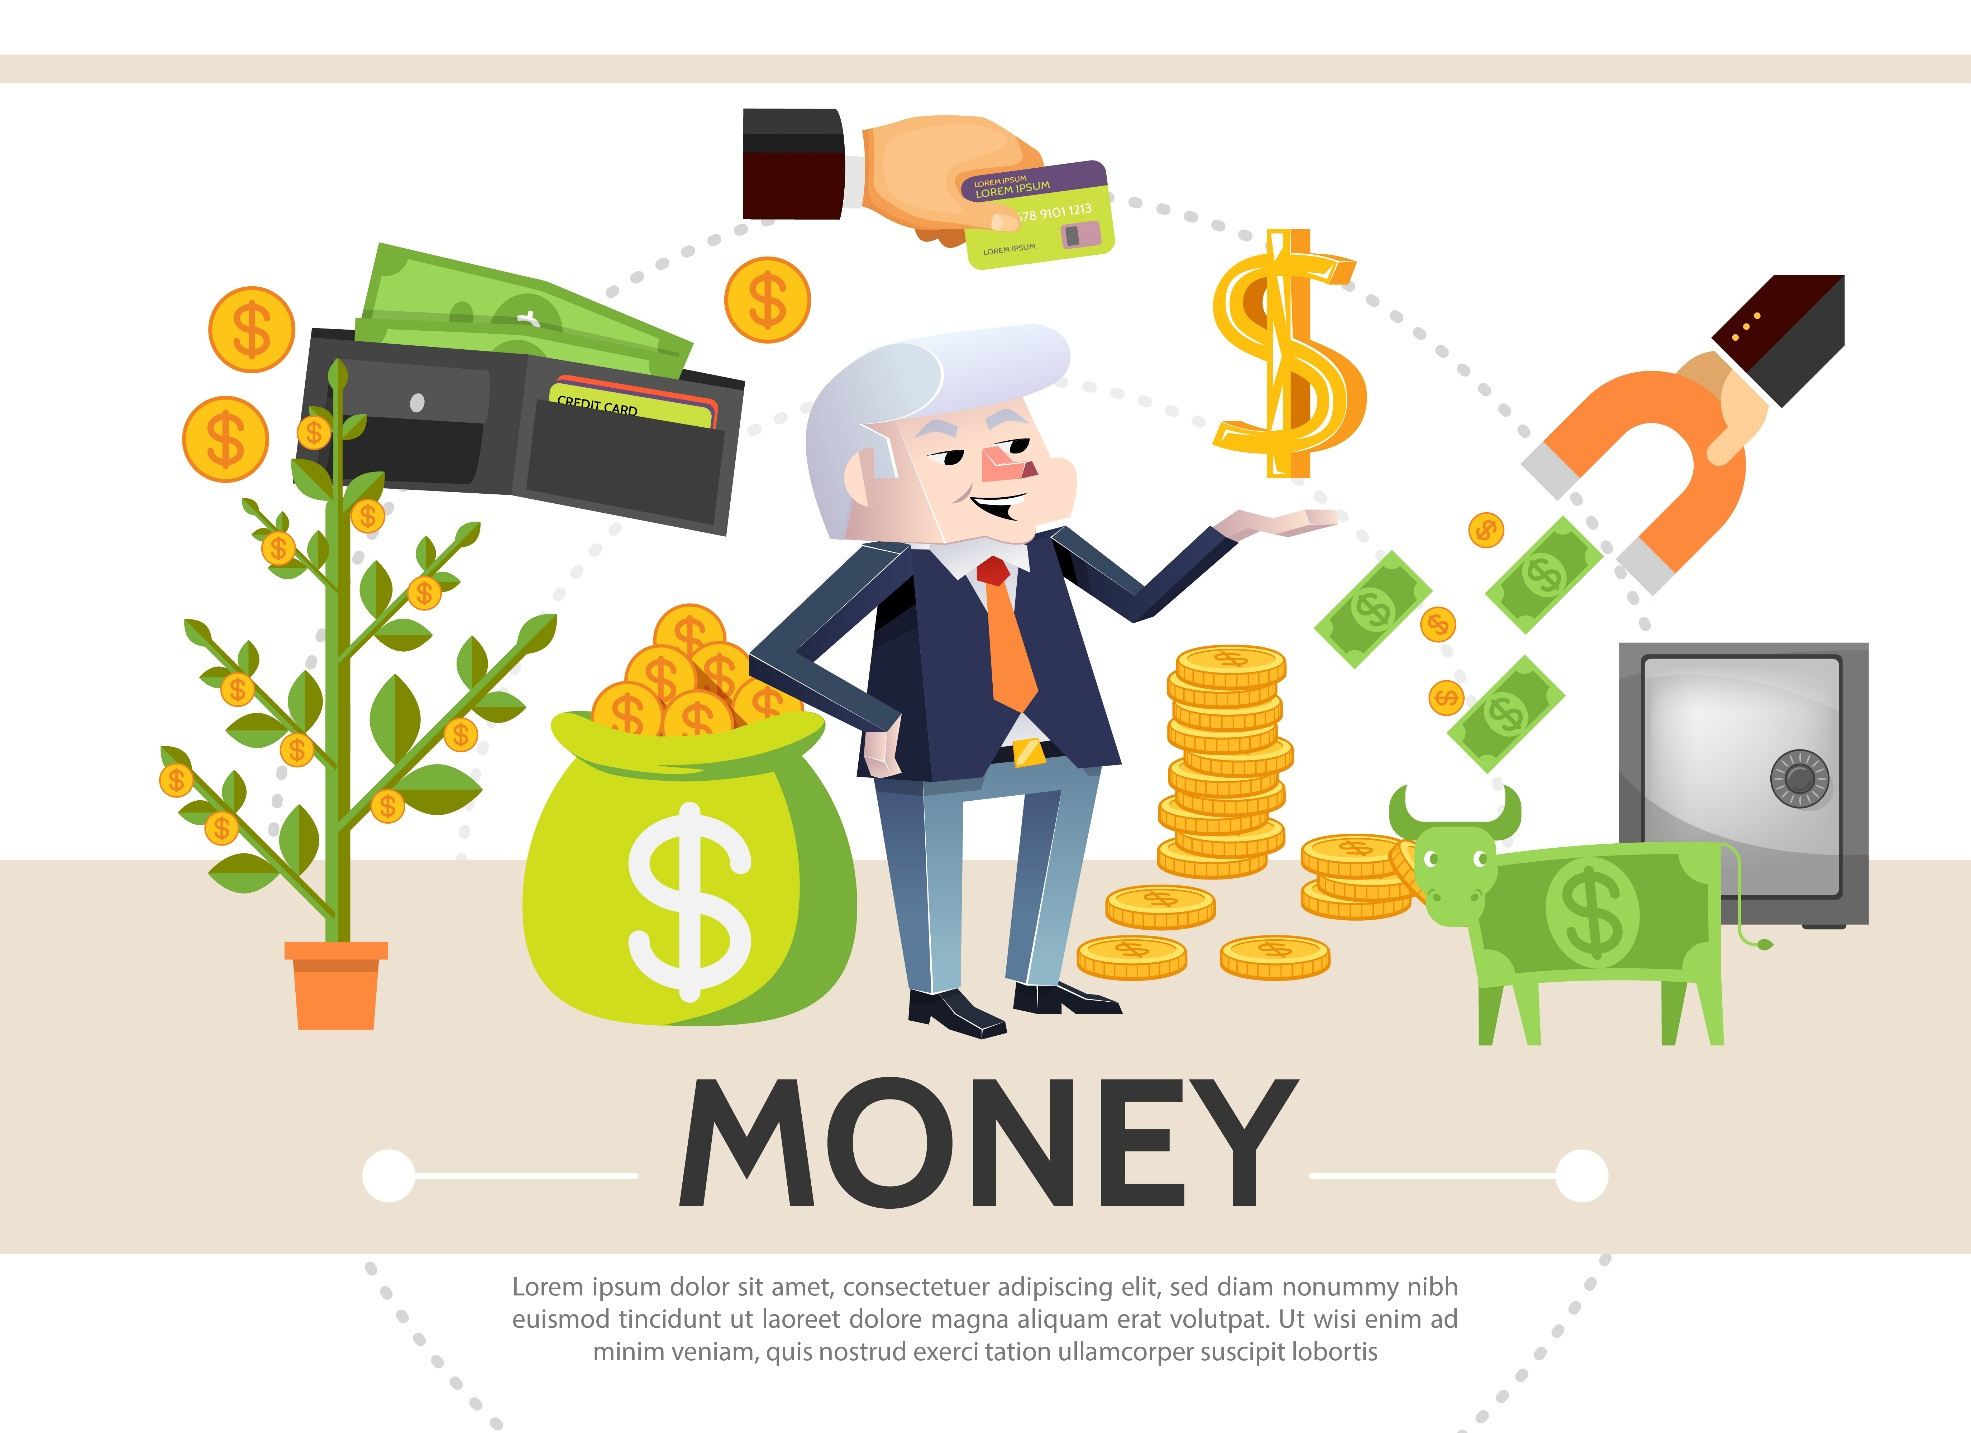 LOREM IPSUM
LOREM IPSUM
678 9101 1213
LOREM IPSUM
CREDIT CARD
MONEY
Lorem ipsum dolor sit amet, consectetuer adipiscing elit, sed diam nonummy nibh
euismod tincidunt ut laoreet dolore magna aliquam erat volutpat. Ut wisi enim ad
minim veniam, quis nostrud exerci tation ullamcorper suscipit lobortis